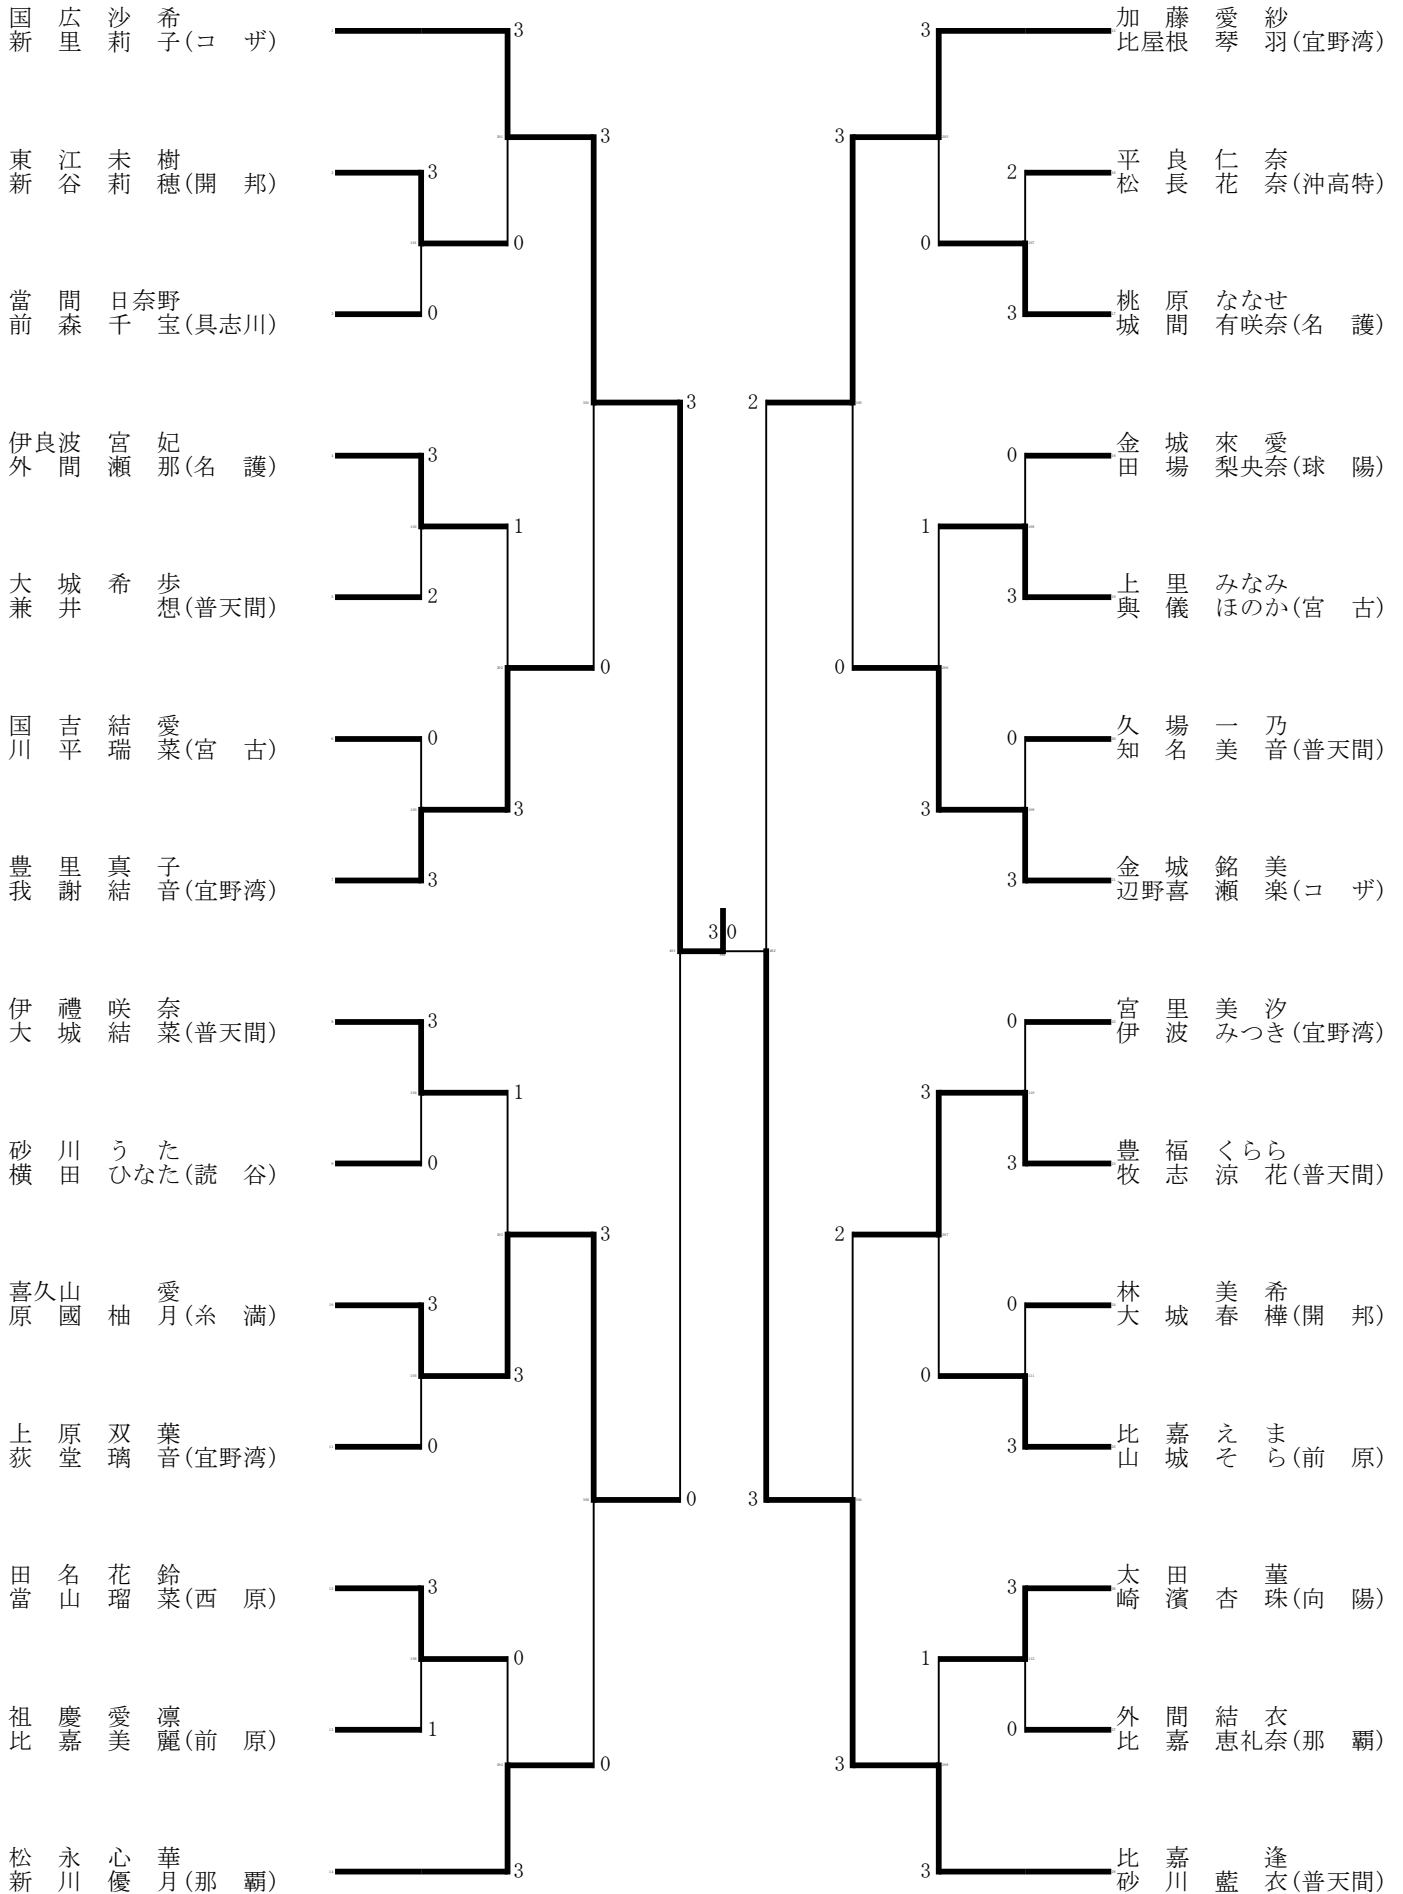 国　広　沙　希
新　里　莉　子(コ　ザ)
3
3
東　江　未　樹
新　谷　莉　穂(開　邦)
3
0
當　間　日奈野
前　森　千　宝(具志川)
0
3
伊良波　宮　妃
外　間　瀬　那(名　護)
3
1
大　城　希　歩
兼　井　　　想(普天間)
2
0
国　吉　結　愛
川　平　瑞　菜(宮　古)
0
3
豊　里　真　子
我　謝　結　音(宜野湾)
3
伊　禮　咲　奈
大　城　結　菜(普天間)
3
1
砂　川　う　た
横　田　ひなた(読　谷)
0
3
喜久山　　　愛
原　國　柚　月(糸　満)
3
3
上　原　双　葉
荻　堂　璃　音(宜野湾)
0
0
田　名　花　鈴
當　山　瑠　菜(西　原)
3
0
祖　慶　愛　凛
比　嘉　美　麗(前　原)
1
0
松　永　心　華
新　川　優　月(那　覇)
3
3 0
加　藤　愛　紗
比屋根　琴　羽(宜野湾)
3
3
平　良　仁　奈
松　長　花　奈(沖高特)
2
0
桃　原　ななせ
城　間　有咲奈(名　護)
3
2
金　城　來　愛
田　場　梨央奈(球　陽)
0
1
上　里　みなみ
與　儀　ほのか(宮　古)
3
0
久　場　一　乃
知　名　美　音(普天間)
0
3
金　城　銘　美
辺野喜　瀬　楽(コ　ザ)
3
宮　里　美　汐
伊　波　みつき(宜野湾)
0
3
豊　福　くらら
牧　志　涼　花(普天間)
3
2
林　　　美　希
大　城　春　樺(開　邦)
0
0
比　嘉　え　ま
山　城　そ　ら(前　原)
3
3
太　田　　　菫
崎　濱　杏　珠(向　陽)
3
1
外　間　結　衣
比　嘉　恵礼奈(那　覇)
0
3
比　嘉　　　逢
砂　川　藍　衣(普天間)
3